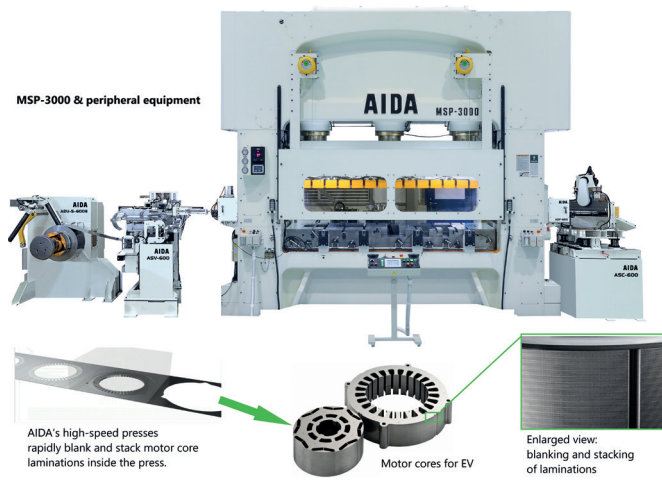 MSP-3000 & peripheral equipment
AIDA
MSP-3000
AIDA
AIDA
ASV-600
AIDA
ASC-600
AIDA's high-speed presses
rapidly blank and stack motor core
laminations inside the press.
Motor cores for EV
Enlarged view:
blanking and stacking
of laminations